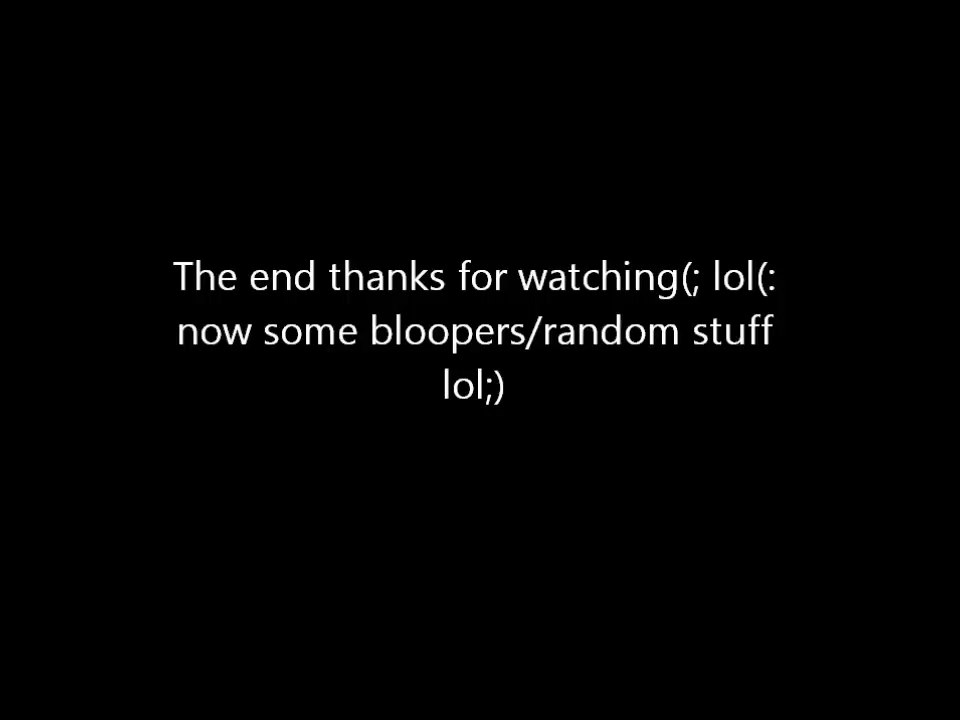 The end thanks for watching(; lol(:
now some bloopers/random stuff
lol;)